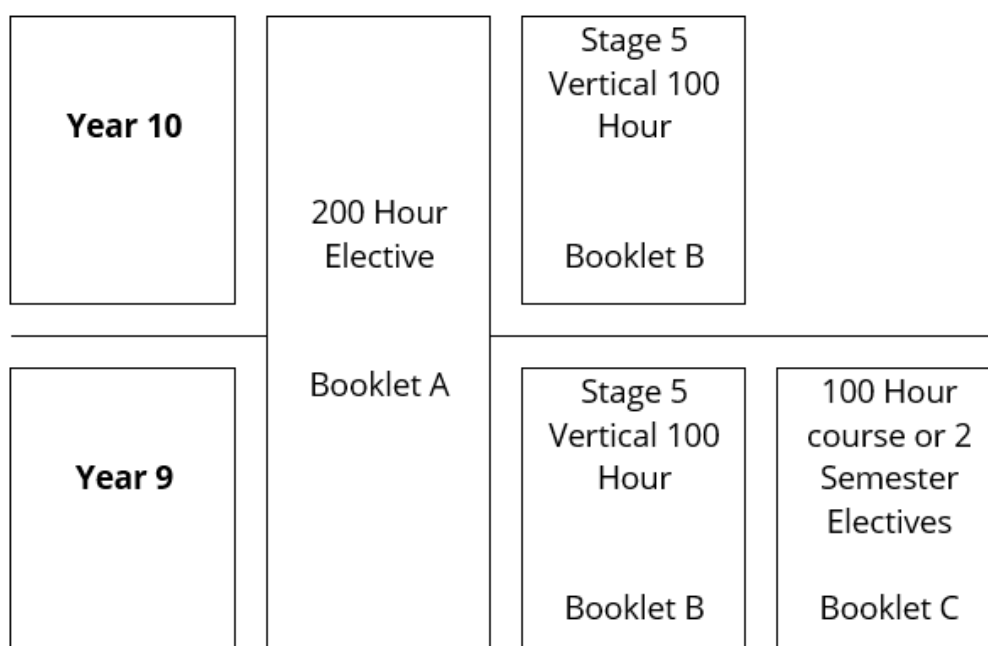 Year 10
200 Hour
Elective
Booklet A
Stage 5
Vertical 100
Hour
Booklet B
Year 9
Stage 5
Vertical 100
Hour
Booklet B
100 Hour
course or 2
Semester
Electives
Booklet C